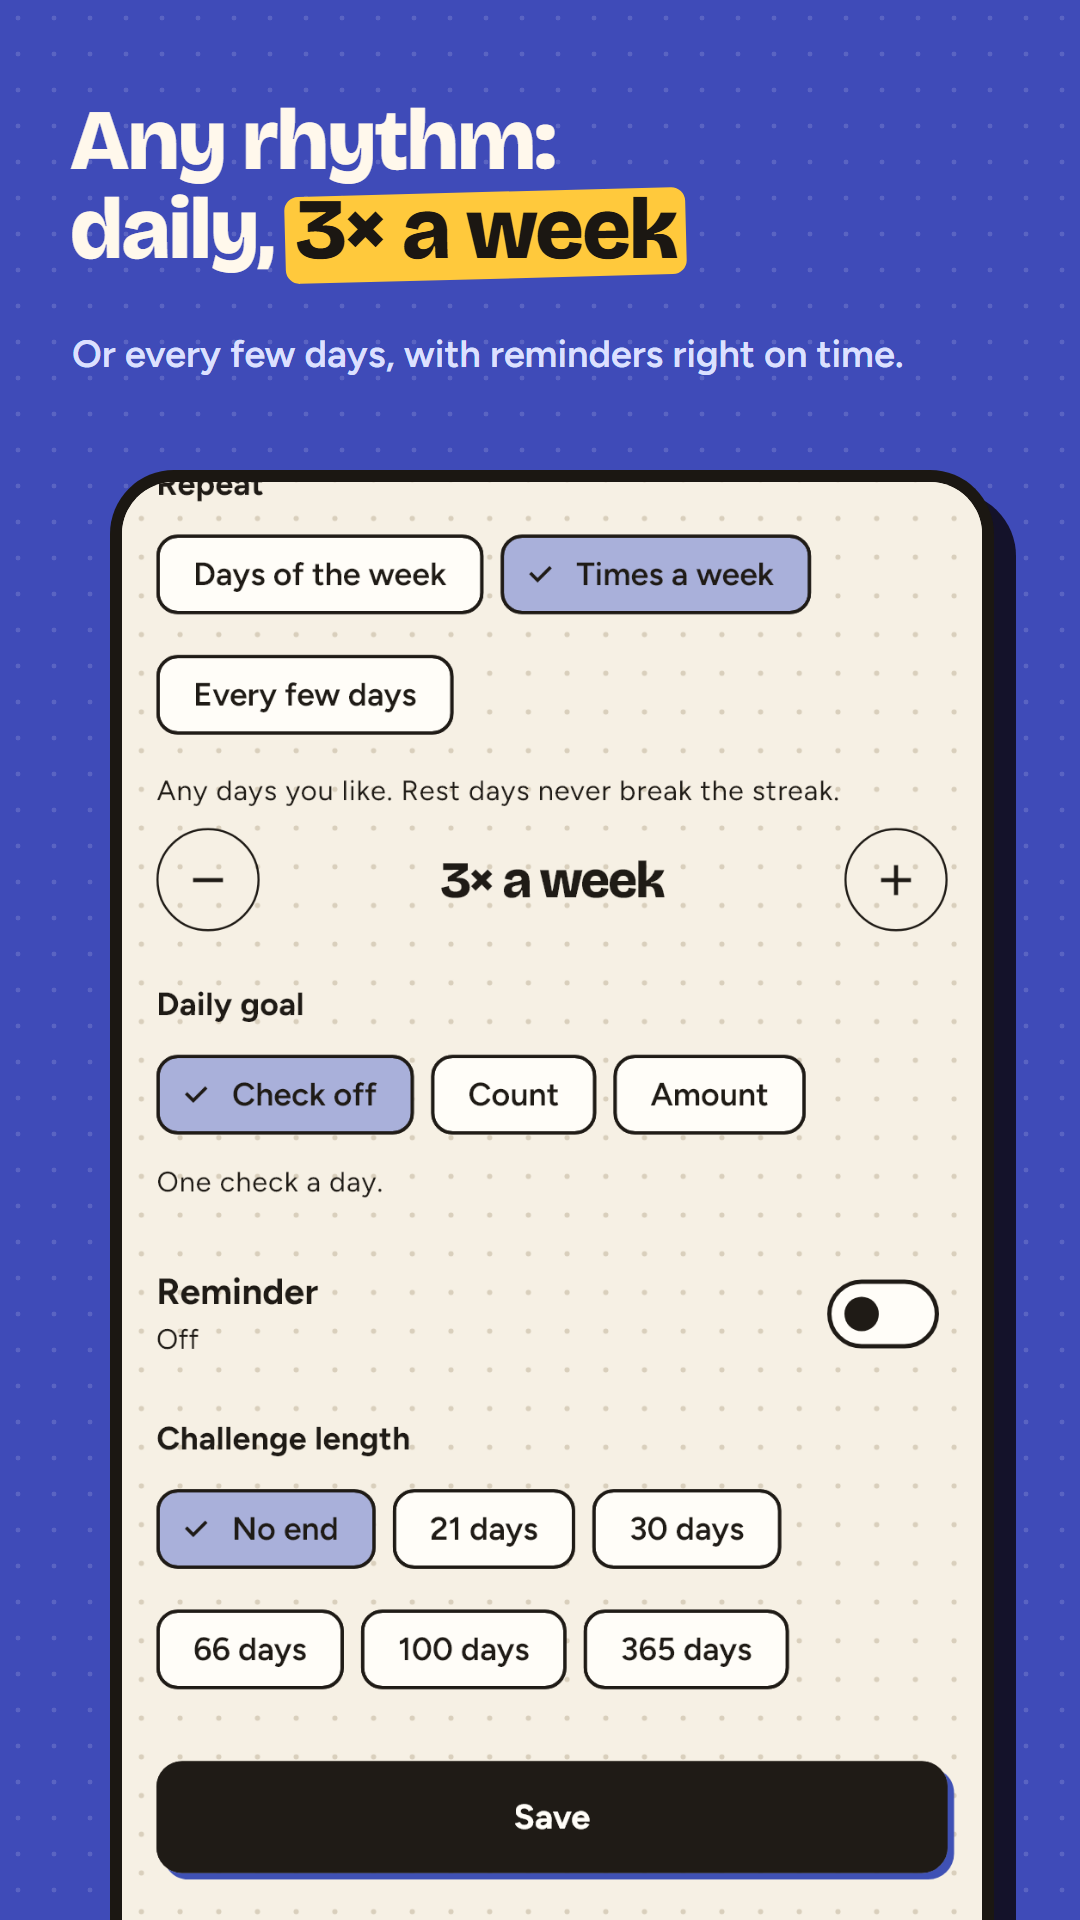 Any rhythm:
daily, 3× a week
Or every few days, with reminders right on time.
Repeat
Days of the week
Times a week
Every few days
Any days you like. Rest days never break the streak.
3× a week
Daily goal
Check off
Count
Amount
One check a day.
Reminder
Off
Challenge length
No end
21 days
30 days
66 days
100 days
365 days
Save